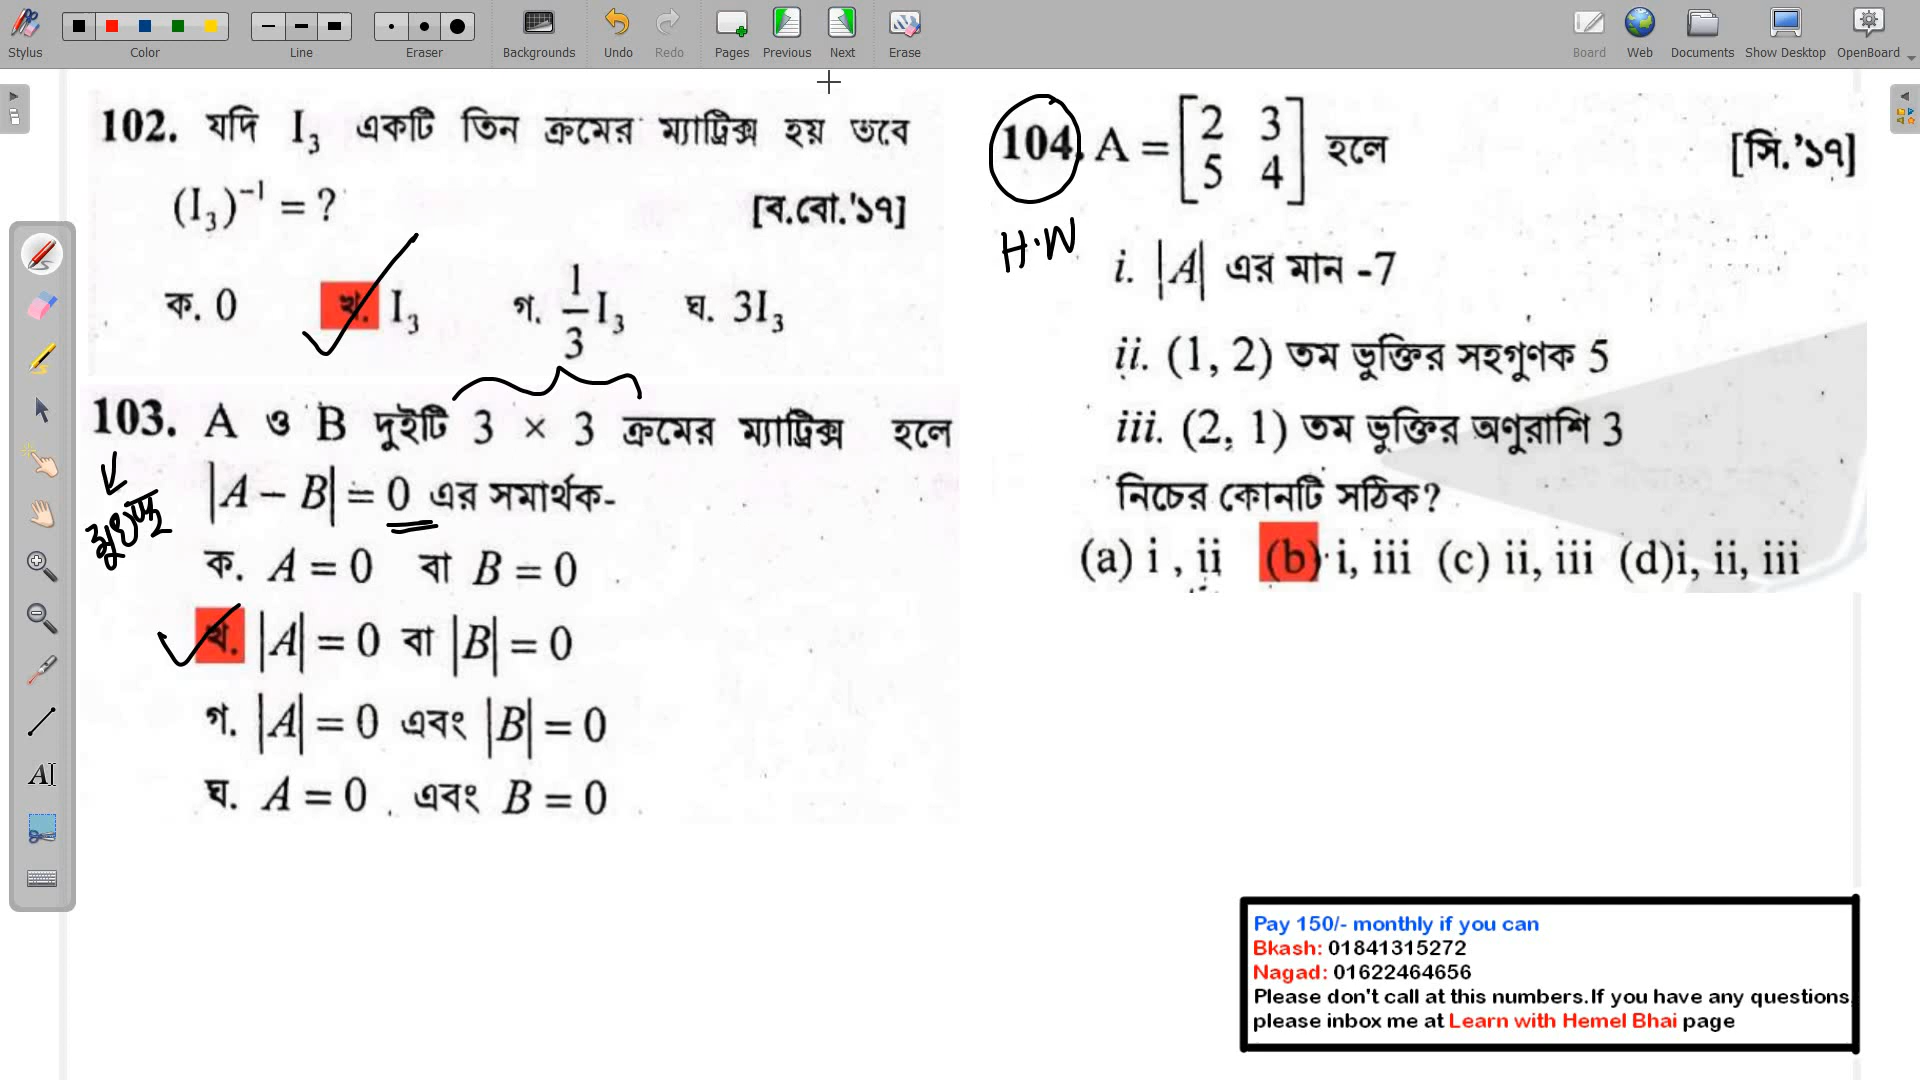 Stylus Color Line Eraser Backgrounds Undo Redo Pages Previous Next Erase Board Web Documents Show Desktop OpenBoard
102. যদি I₃ একটি তিন ক্রমের ম্যাট্রিক্স হয় তবে
(I₃)⁻¹ = ? [ব.বো.'১৭]
ক. 0 খ. I₃ গ. 1/3 I₃ ঘ. 3I₃
103. A ও B দুইটি 3 × 3 ক্রমের ম্যাট্রিক্স হলে
|A − B| = 0 এর সমার্থক-
ক. A = 0 বা B = 0
খ. |A| = 0 বা |B| = 0
গ. |A| = 0 এবং |B| = 0
ঘ. A = 0 এবং B = 0
104. A = [2 3
5 4] হলে [সি.'১৭]
H.W
i. |A| এর মান -7
ii. (1, 2) তম ভুক্তির সহগুণক 5
iii. (2, 1) তম ভুক্তির অণুরাশি 3
নিচের কোনটি সঠিক?
(a) i , ii (b) i, iii (c) ii, iii (d)i, ii, iii
Pay 150/- monthly if you can
Bkash: 01841315272
Nagad: 01622464656
Please don't call at this numbers.If you have any questions,
please inbox me at Learn with Hemel Bhai page